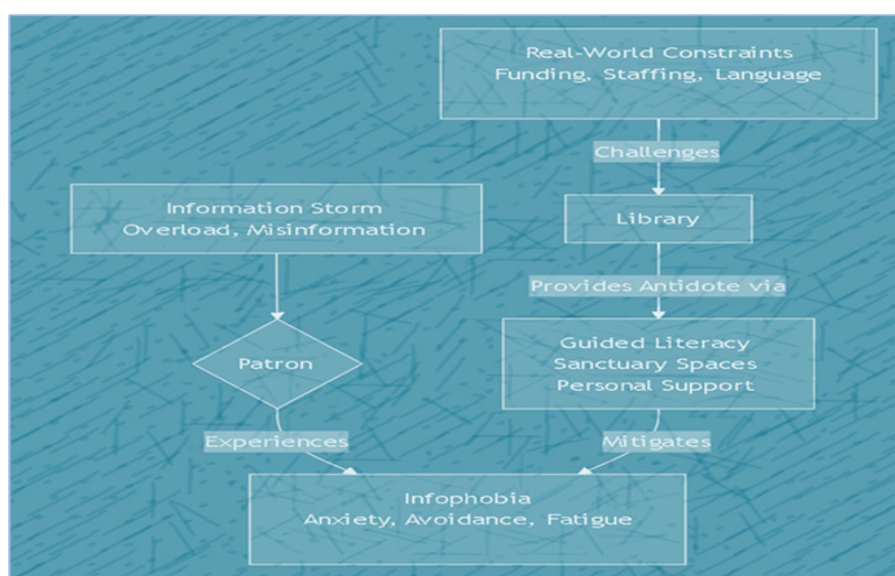 Real-World Constraints
Funding, Staffing, Language
Challenges
Information Storm
Overload, Misinformation
Library
Provides Antidote via
Guided Literacy
Sanctuary Spaces
Personal Support
Patron
Experiences
Mitigates
Infophobia
Anxiety, Avoidance, Fatigue